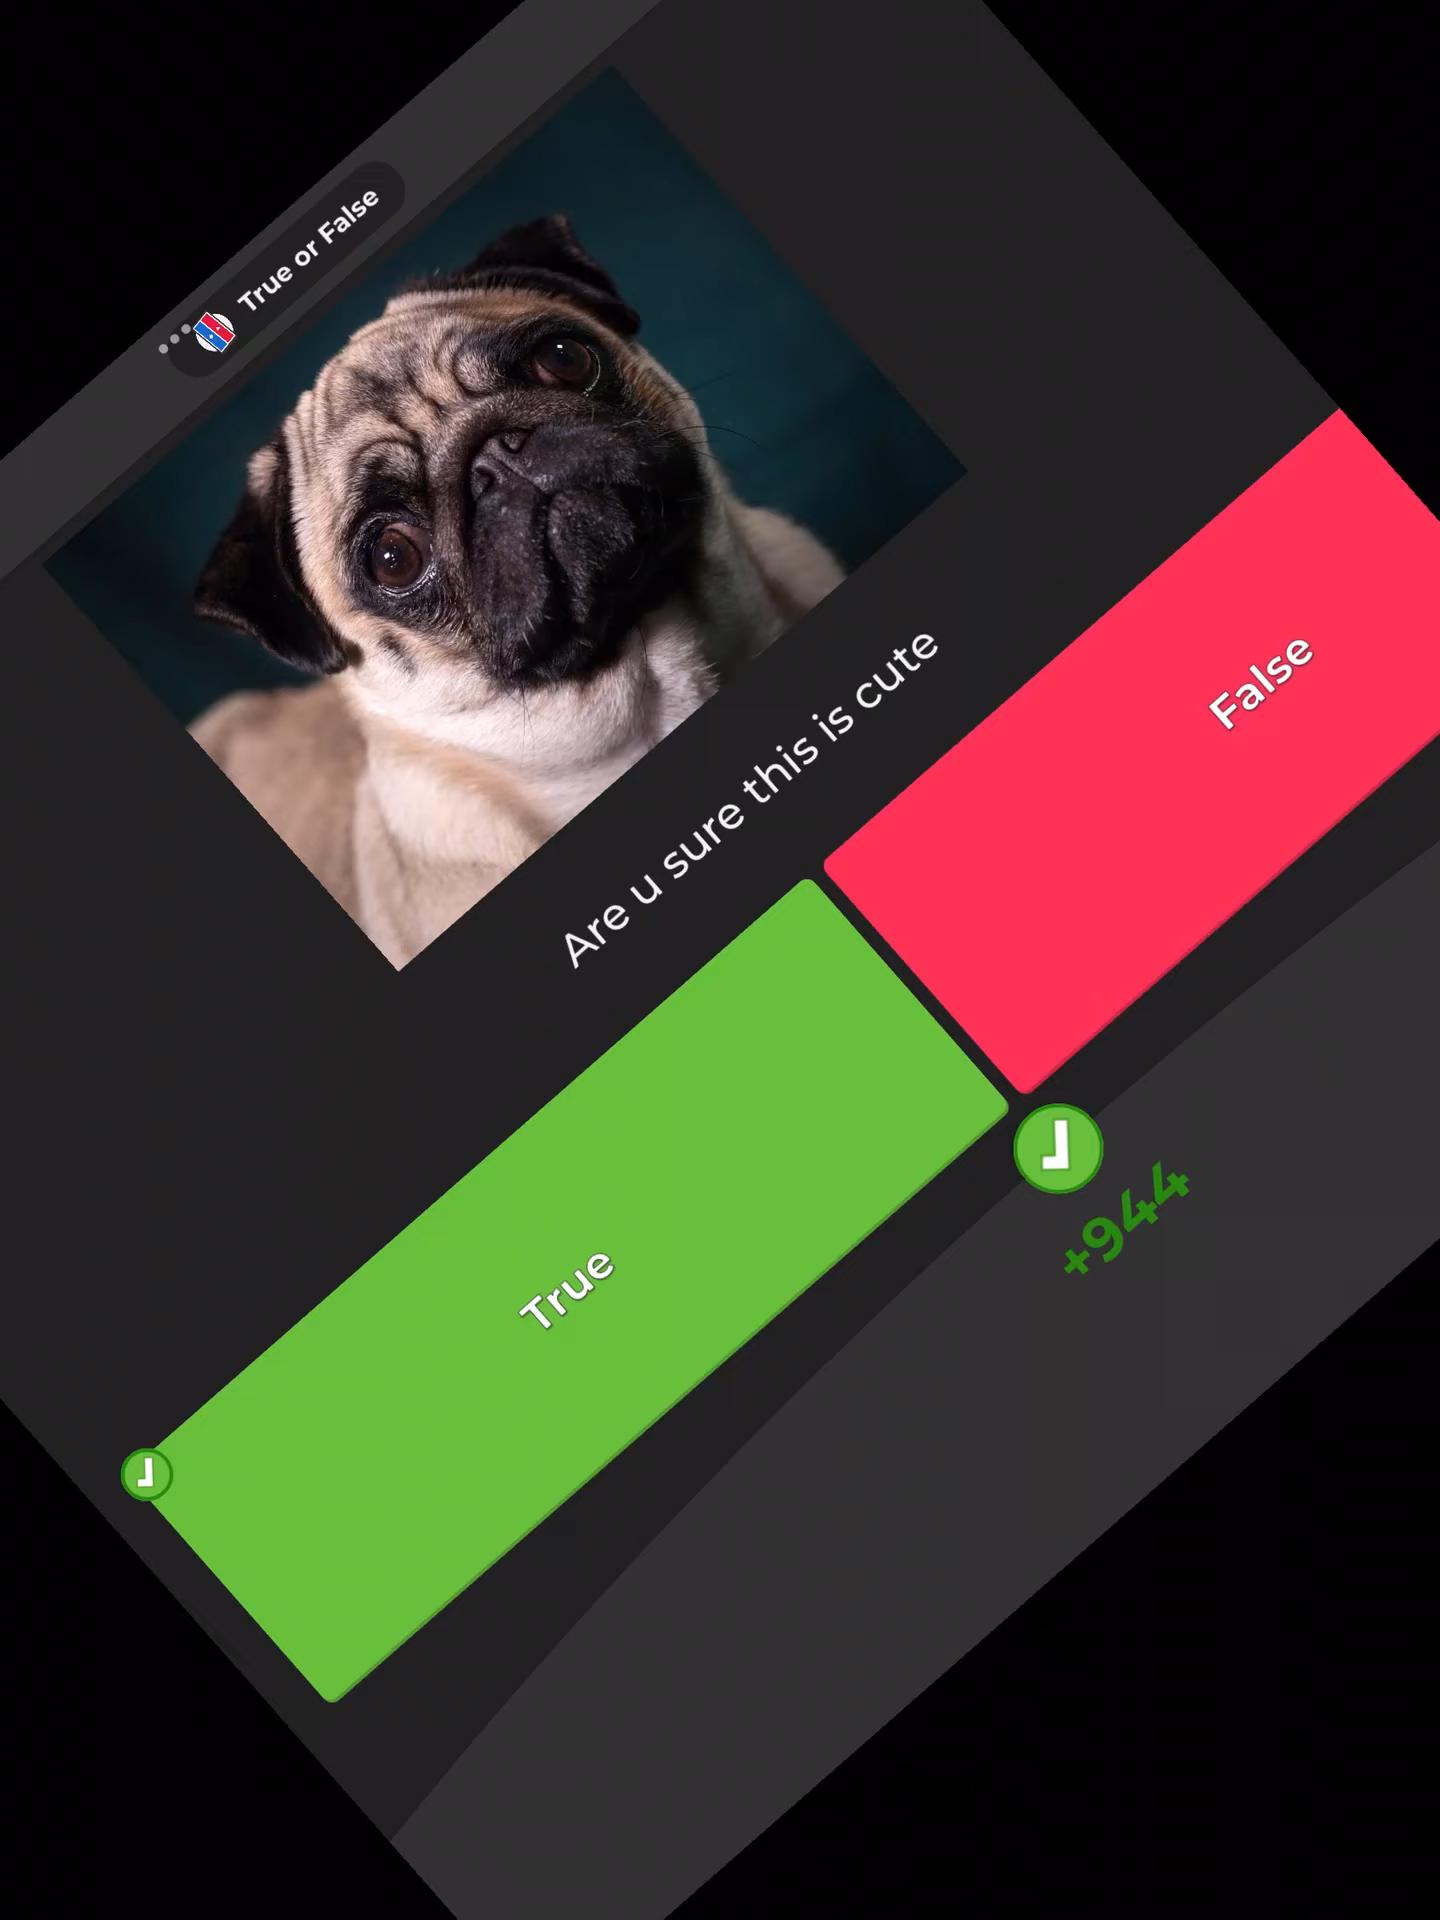 True or False
Are u sure this is cute
True
False
+944